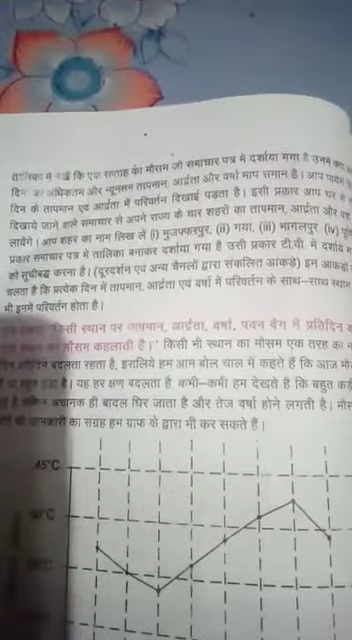 तालिका में देखें कि एक सप्ताह का मौसम जो समाचार पत्र में दर्शाया गया है उनमें क्या
दिन का अधिकतम और न्यूनतम तापमान, आर्द्रता और वर्षा माप समान है। आप पायेंगे
दिन के तापमान एवं आर्द्रता में परिवर्तन दिखाई पड़ता है। इसी प्रकार आप घर में
दिखाये जाने वाले समाचार से अपने राज्य के चार शहरों का तापमान, आर्द्रता और
लायेंगे। आप शहर का नाम लिख लें (i) मुजफ्फरपुर, (ii) गया, (iii) भागलपुर (iv)
प्रकार समाचार पत्र में तालिका बनाकर दर्शाया गया है उसी प्रकार टी.वी. में दर्शाये
को सूचीबद्ध करना है। (दूरदर्शन एवं अन्य चैनलों द्वारा संकलित आंकड़े) इन आंकड़ों
चलता है कि प्रत्येक दिन में तापमान, आर्द्रता एवं वर्षा में परिवर्तन के साथ–साथ स्थान
भी इनमें परिवर्तन होता है।
किसी स्थान पर तापमान, आर्द्रता, वर्षा, पवन वेग में प्रतिदिन
मौसम कहलाती है।" किसी भी स्थान का मौसम एक तरह का
बदलता रहता है, इसलिये हम आम बोल चाल में कहते हैं कि आज
है। यह हर क्षण बदलता है कभी–कभी हम देखते हैं कि बहुत
अचानक ही बादल घिर जाता है और तेज वर्षा होने लगती है।
जानकारी का संग्रह हम ग्राफ के द्वारा भी कर सकते हैं।
45°C